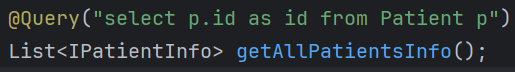 @Query("select p.id as id from Patient p")
List<IPatientInfo> getAllPatientsInfo();